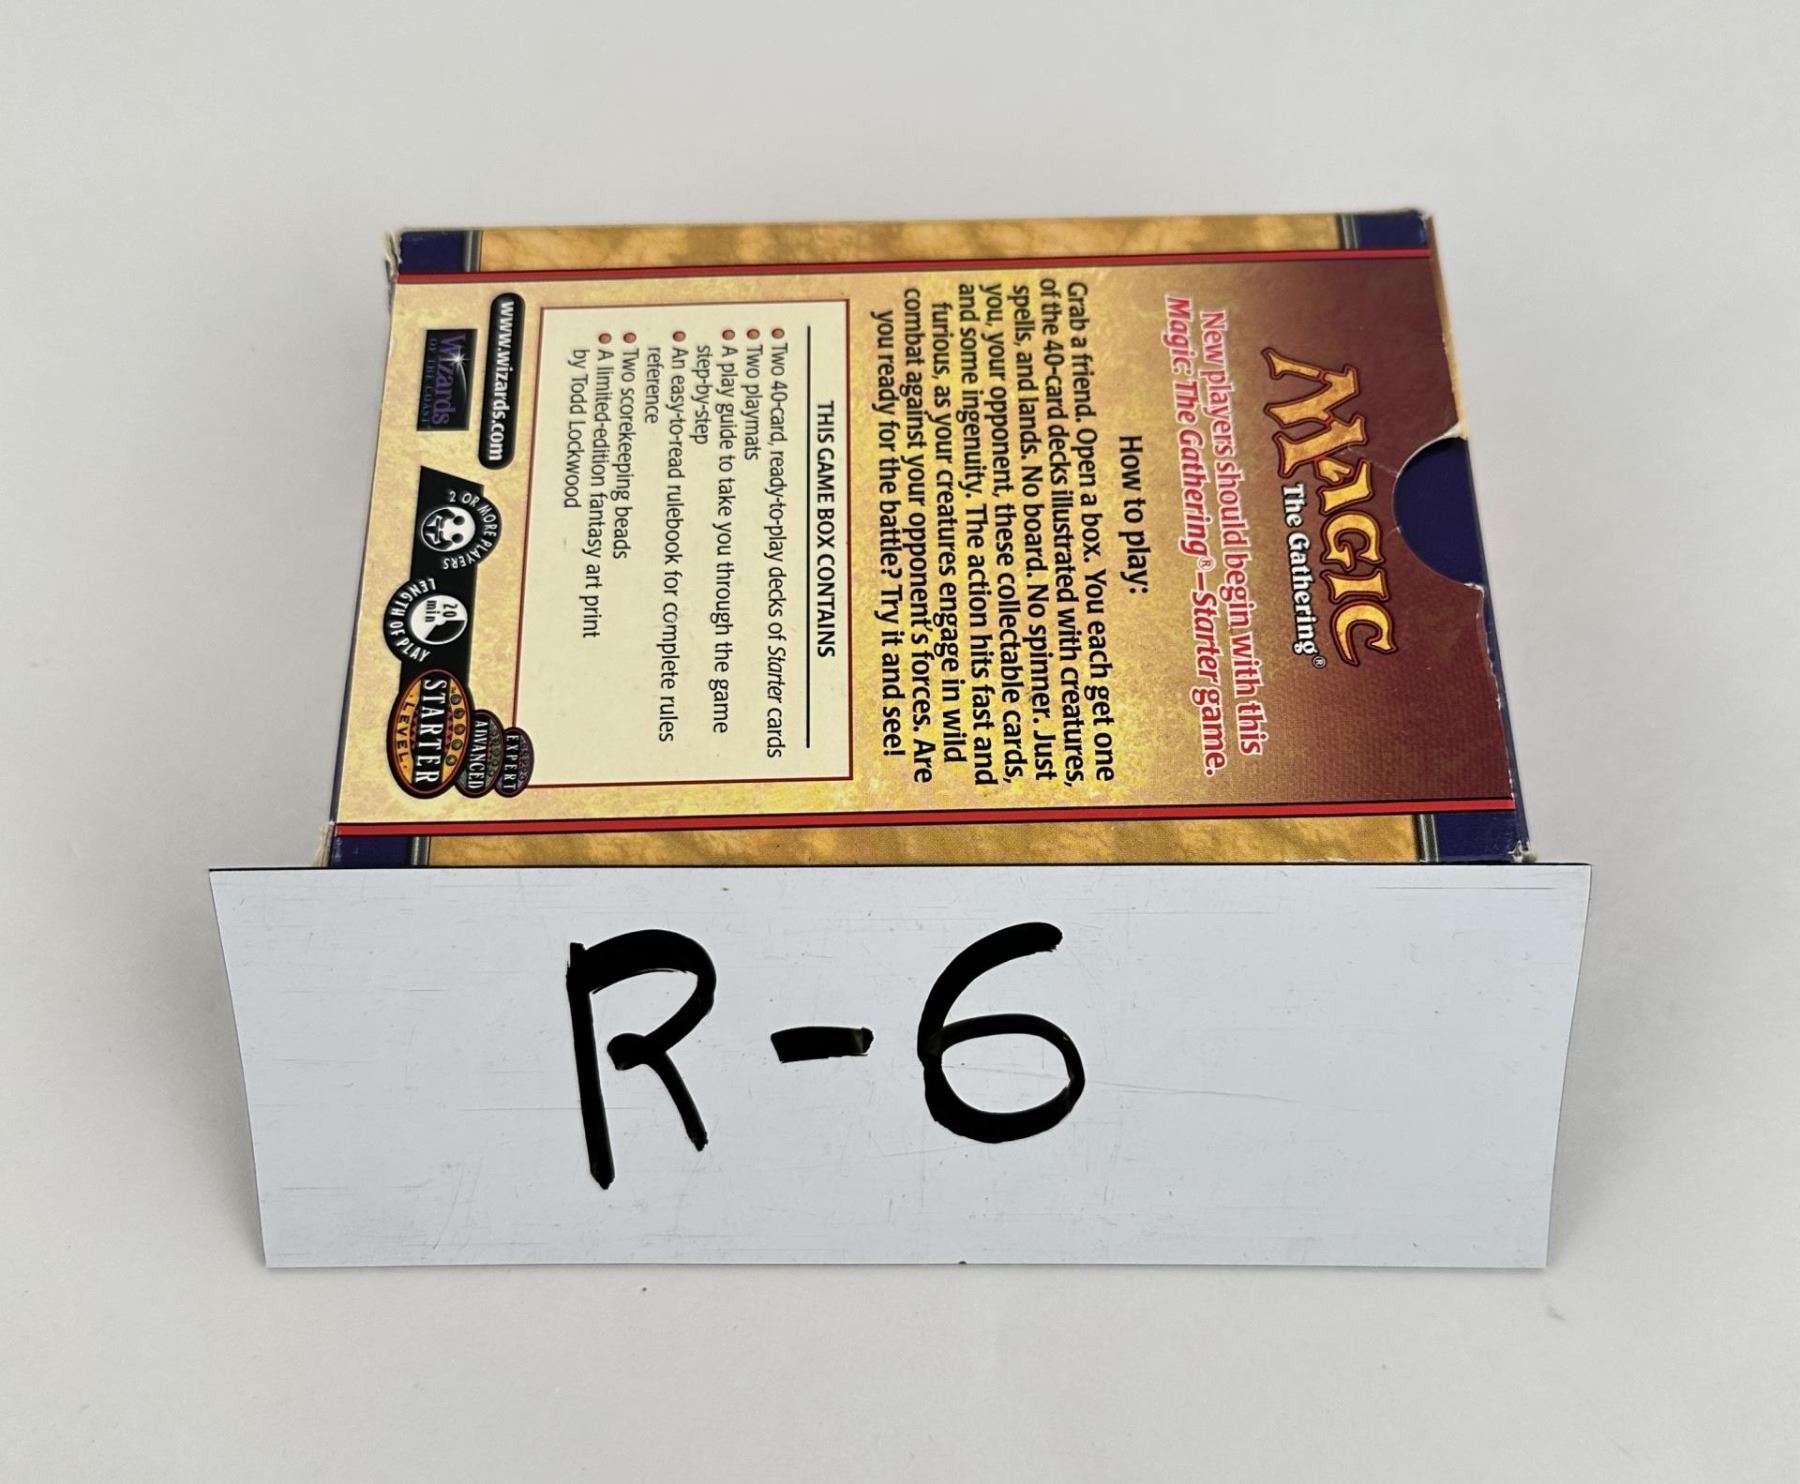 MAGIC
The Gathering®
New players should begin with this
Magic: The Gathering®–Starter game.
How to play:
Grab a friend. Open a box. You each get one
of the 40-card decks illustrated with creatures,
spells, and lands. No board. No spinner. Just
you, your opponent, these collectable cards,
and some ingenuity. The action hits fast and
furious, as your creatures engage in wild
combat against your opponent's forces. Are
you ready for the battle? Try it and see!
THIS GAME BOX CONTAINS
• Two 40-card, ready-to-play decks of Starter cards
• Two playmats
• A play guide to take you through the game
step-by-step
• An easy-to-read rulebook for complete rules
reference
• Two scorekeeping beads
• A limited-edition fantasy art print
by Todd Lockwood
www.wizards.com
Wizards
OF THE COAST
2 OR MORE PLAYERS
20
min
LENGTH OF PLAY
EXPERT
ADVANCED
STARTER
LEVEL
R-6